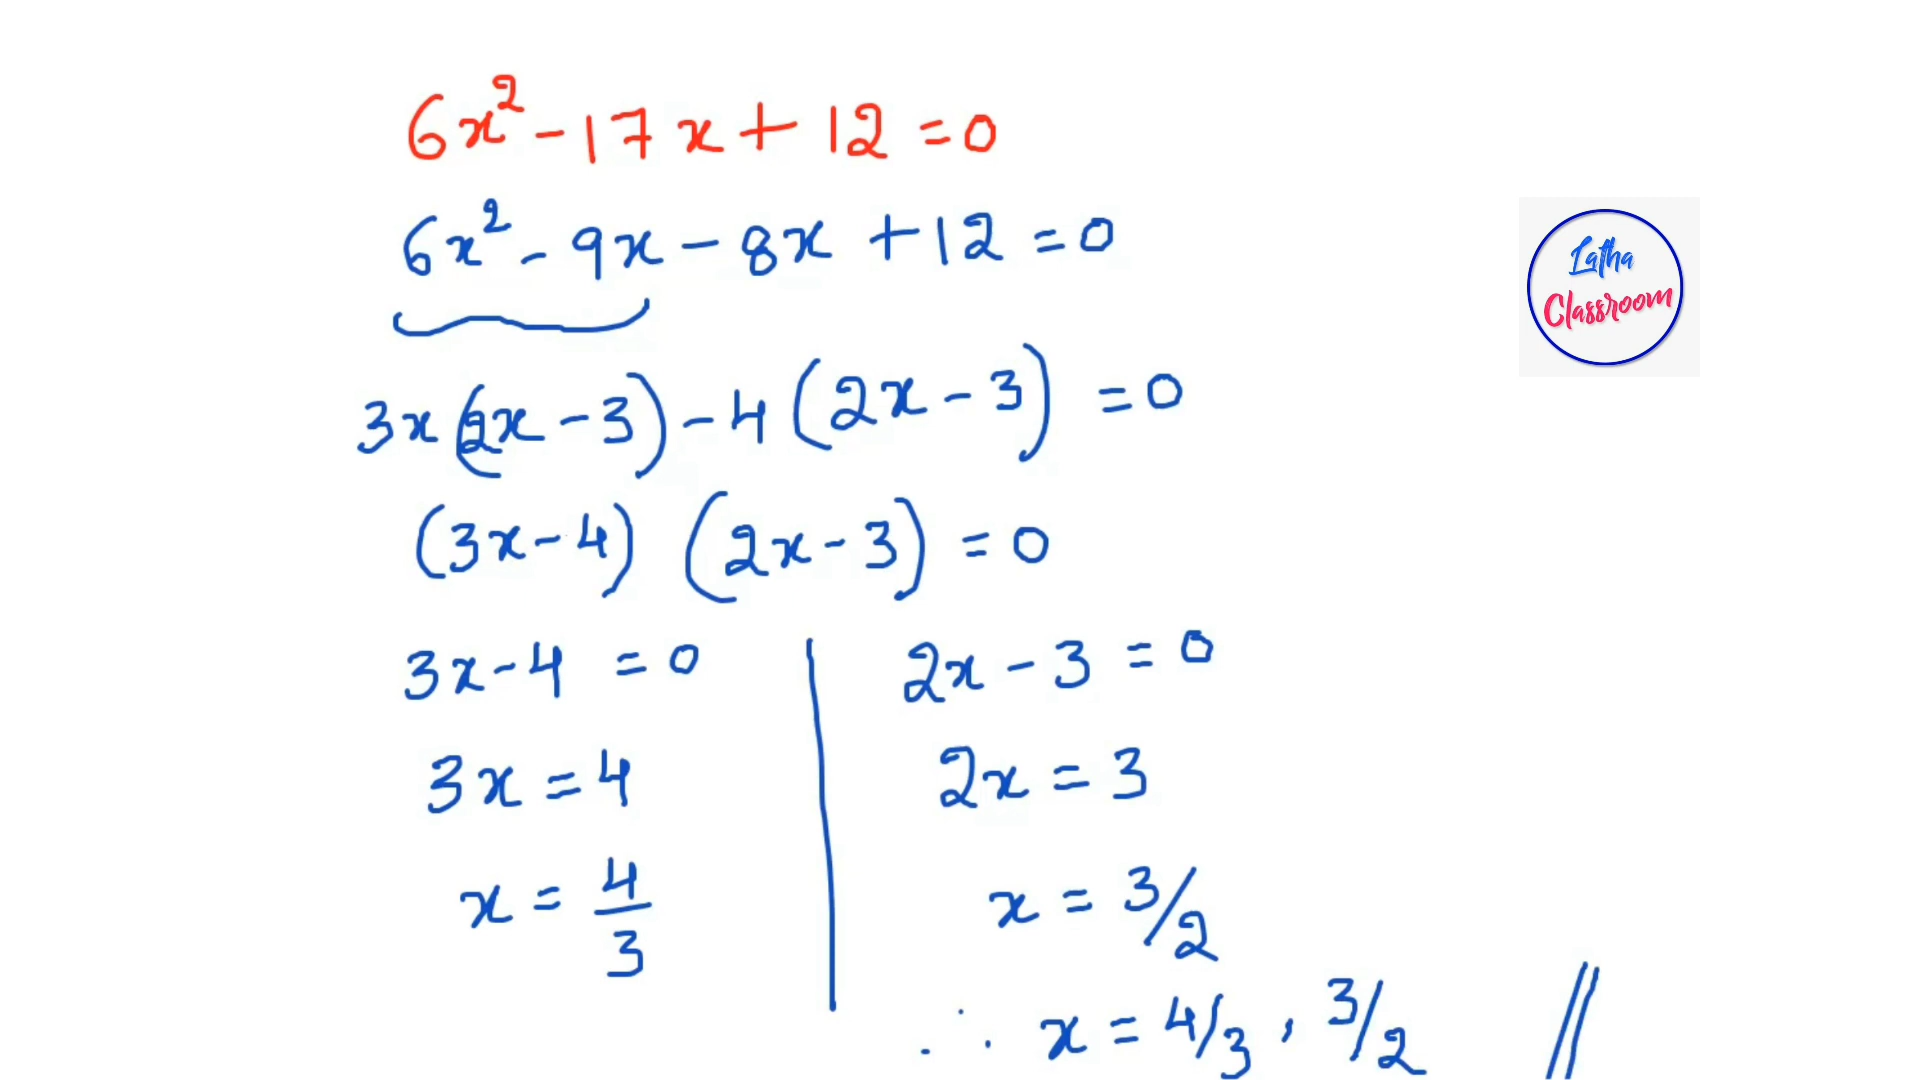 6x² - 17x + 12 = 0
6x² - 9x - 8x + 12 = 0
Latha
Classroom
3x(2x - 3) - 4(2x - 3) = 0
(3x - 4) (2x - 3) = 0
3x - 4 = 0
3x = 4
x = 4/3
2x - 3 = 0
2x = 3
x = 3/2
∴ x = 4/3, 3/2 //